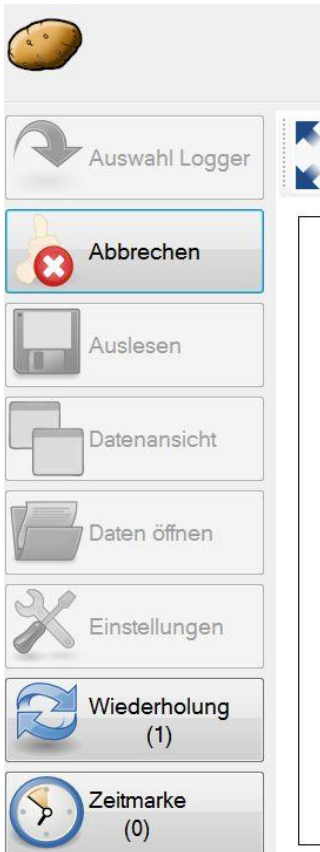 Auswahl Logger
Abbrechen
Auslesen
Datenansicht
Daten öffnen
Einstellungen
Wiederholung
(1)
Zeitmarke
(0)